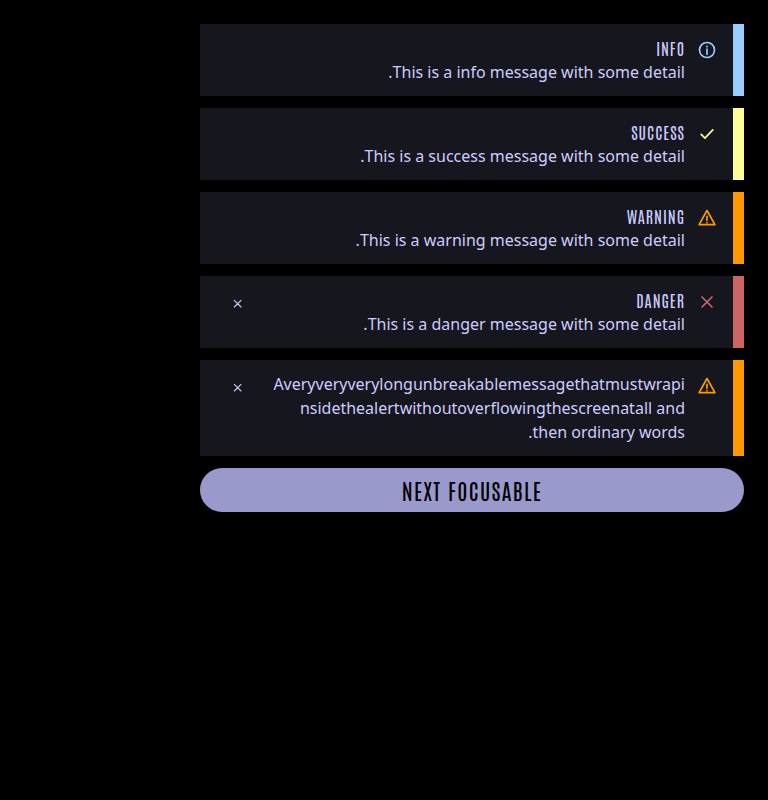 INFO
.This is a info message with some detail
SUCCESS
.This is a success message with some detail
WARNING
.This is a warning message with some detail
DANGER
.This is a danger message with some detail
Averyveryverylongunbreakablemessagethatmustwrapi
nsidethealertwithoutoverflowingthescreenatall and
.then ordinary words
NEXT FOCUSABLE